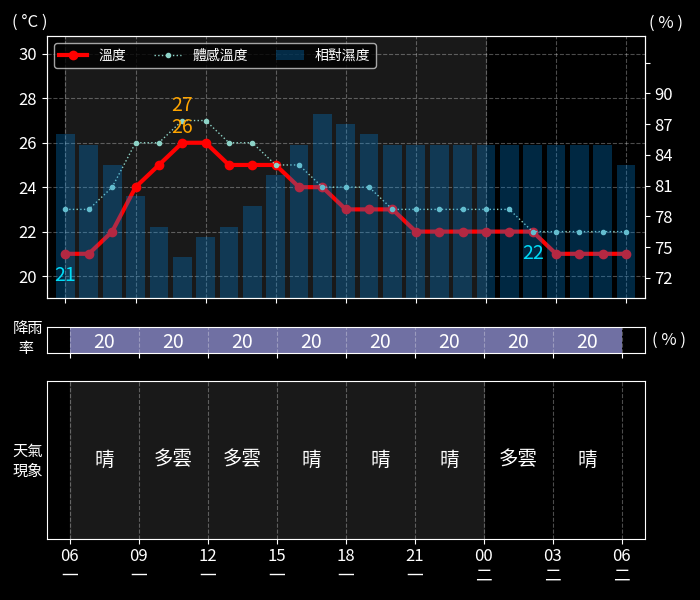 ( °C )
( % )
溫度 體感溫度 相對濕度
30
28
26
24
22
20
90
87
84
81
78
75
72
27
26
21
22
降雨
率
20 20 20 20 20 20 20 20
( % )
天氣
現象
晴 多雲 多雲 晴 晴 晴 多雲 晴
06 09 12 15 18 21 00 03 06
一 一 一 一 一 一 二 二 二